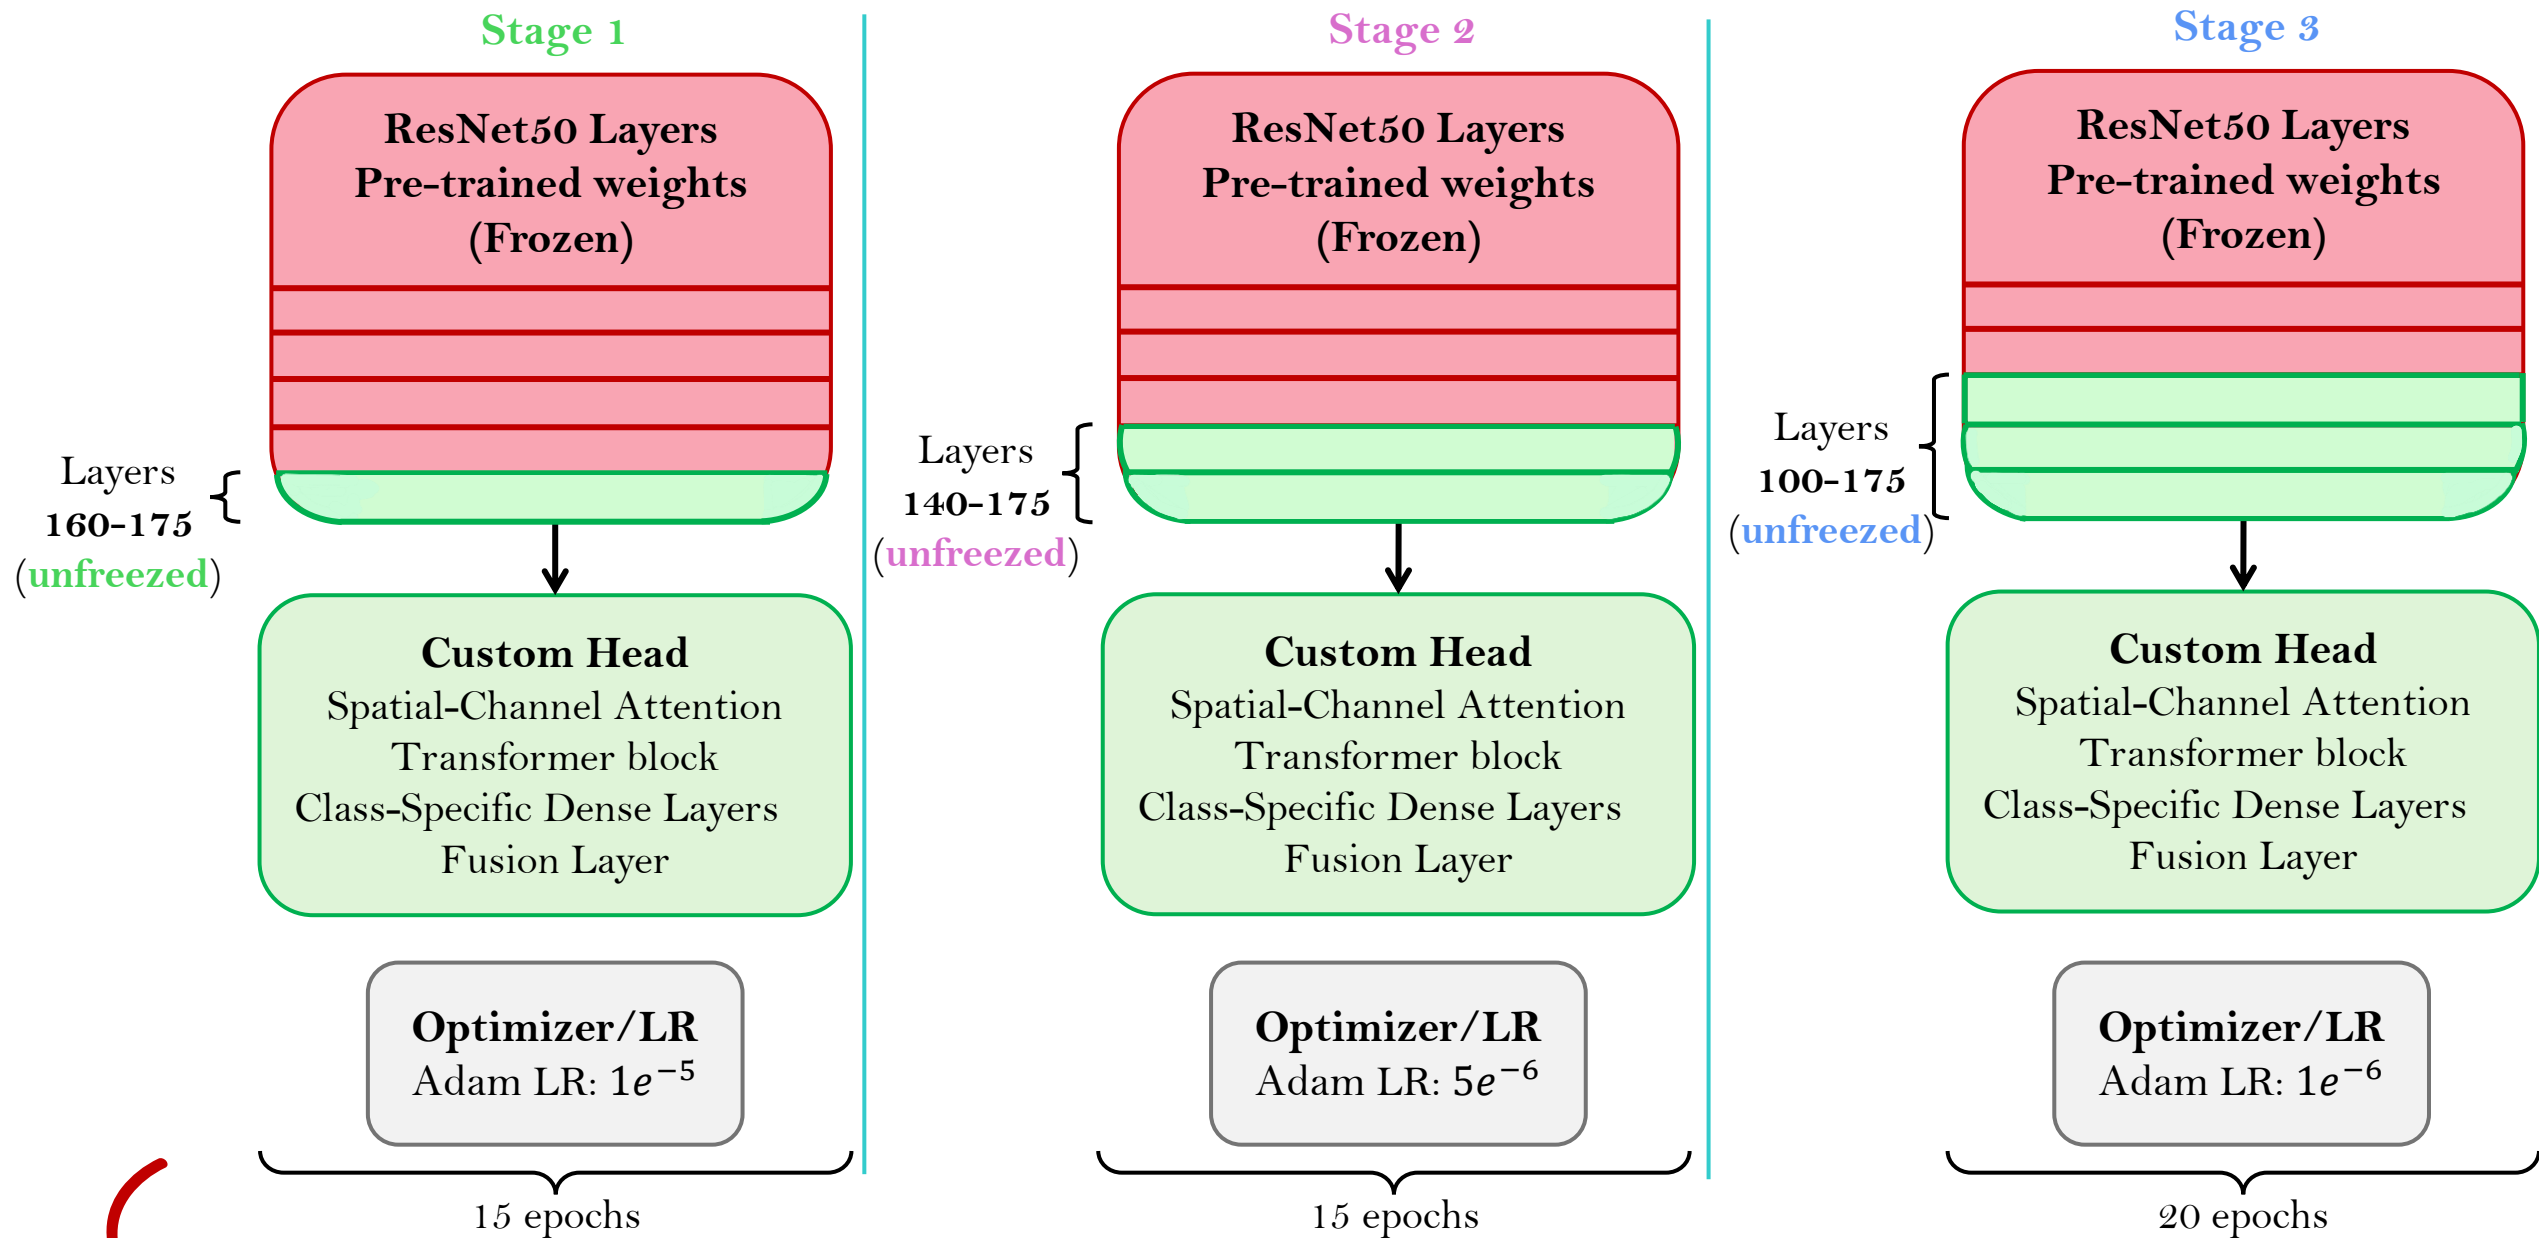 Stage 1
ResNet50 Layers
Pre-trained weights
(Frozen)
Layers
160-175
(unfreezed)
Custom Head
Spatial-Channel Attention
Transformer block
Class-Specific Dense Layers
Fusion Layer
Optimizer/LR
Adam LR: 1e⁻⁵
15 epochs
Stage 2
ResNet50 Layers
Pre-trained weights
(Frozen)
Layers
140-175
(unfreezed)
Custom Head
Spatial-Channel Attention
Transformer block
Class-Specific Dense Layers
Fusion Layer
Optimizer/LR
Adam LR: 5e⁻⁶
15 epochs
Stage 3
ResNet50 Layers
Pre-trained weights
(Frozen)
Layers
100-175
(unfreezed)
Custom Head
Spatial-Channel Attention
Transformer block
Class-Specific Dense Layers
Fusion Layer
Optimizer/LR
Adam LR: 1e⁻⁶
20 epochs